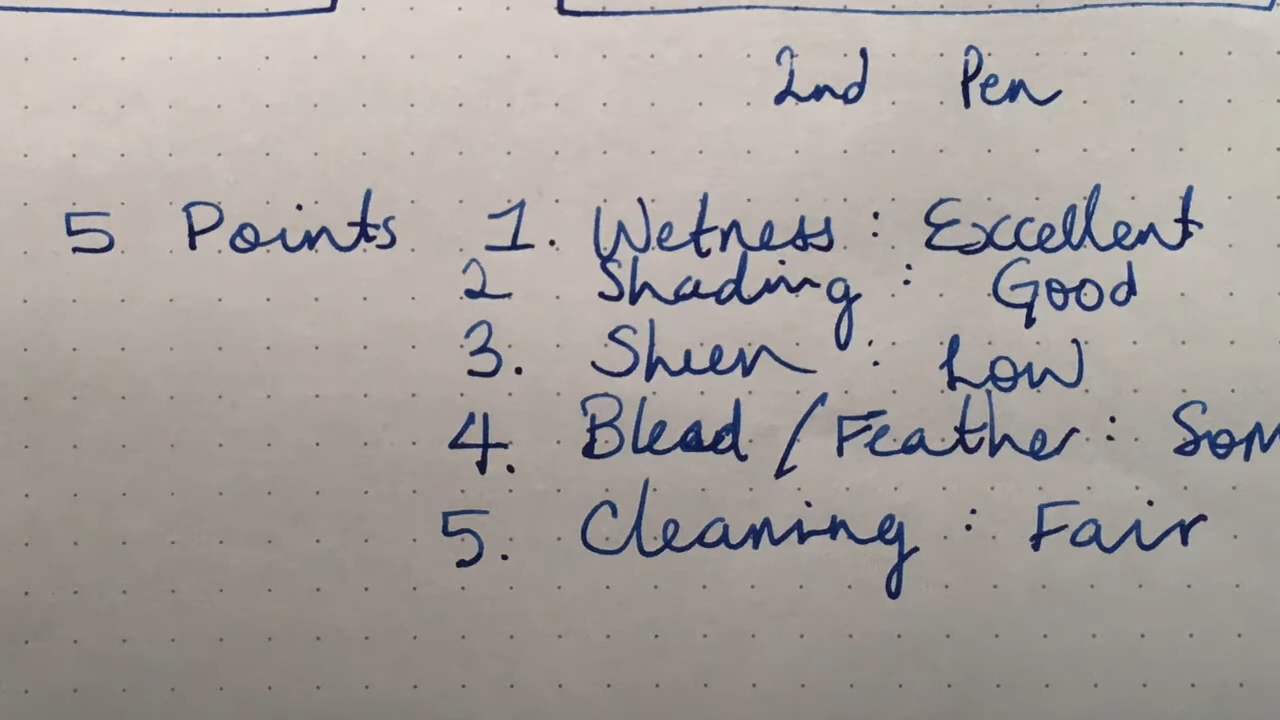 2nd Pen
5 Points 1. Wetness : Excellent
2 Shading : Good
3. Sheen : Low
4. Bleed / Feather :
5. Cleaning : Fair